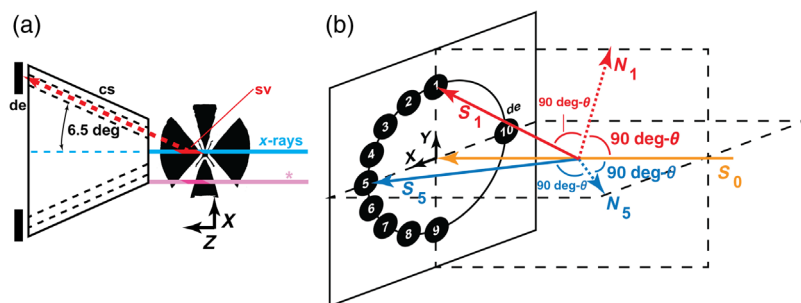 (a)
cs
sv
de
6.5 deg
x-rays
*
X
Z
(b)
N1
1
2
3
4
5
6
7
8
9
10
de
S1
90 deg-θ
90 deg-θ
Y
X
90 deg-θ
90 deg-θ
S5
S0
N5